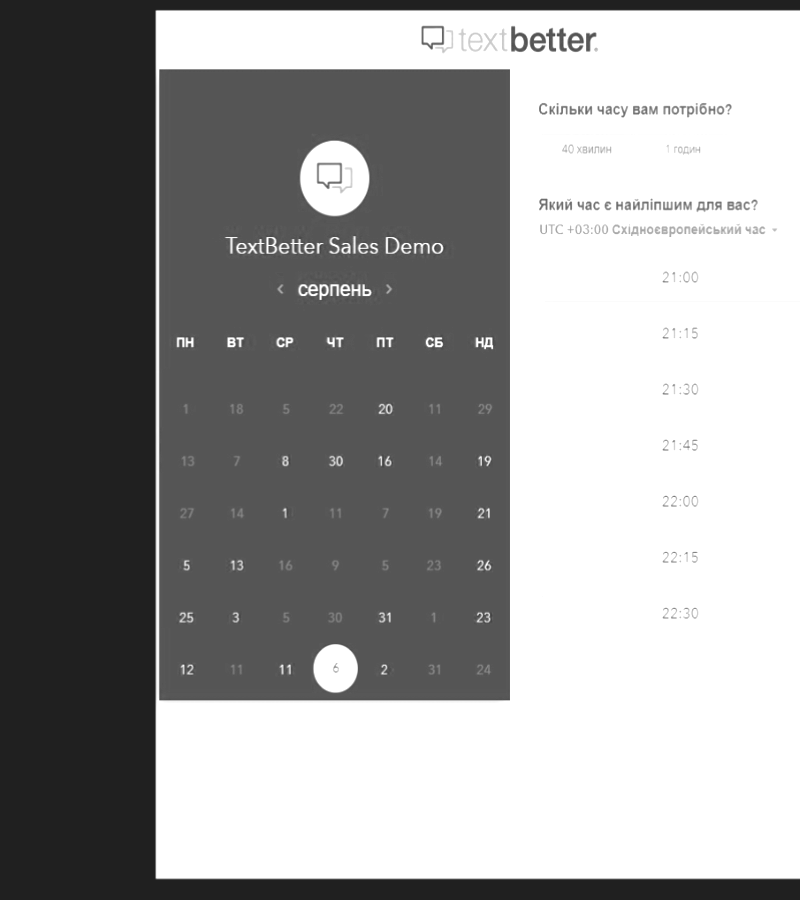 textbetter.
TextBetter Sales Demo
‹ серпень ›
ПН ВТ СР ЧТ ПТ СБ НД
1 18 5 22 20 11 29
13 7 8 30 16 14 19
27 14 1 11 7 19 21
5 13 16 9 5 23 26
25 3 5 30 31 1 23
12 11 11 6 2 31 24
Скільки часу вам потрібно?
40 хвилин 1 годин
Який час є найліпшим для вас?
UTC +03:00 Східноєвропейський час
21:00
21:15
21:30
21:45
22:00
22:15
22:30